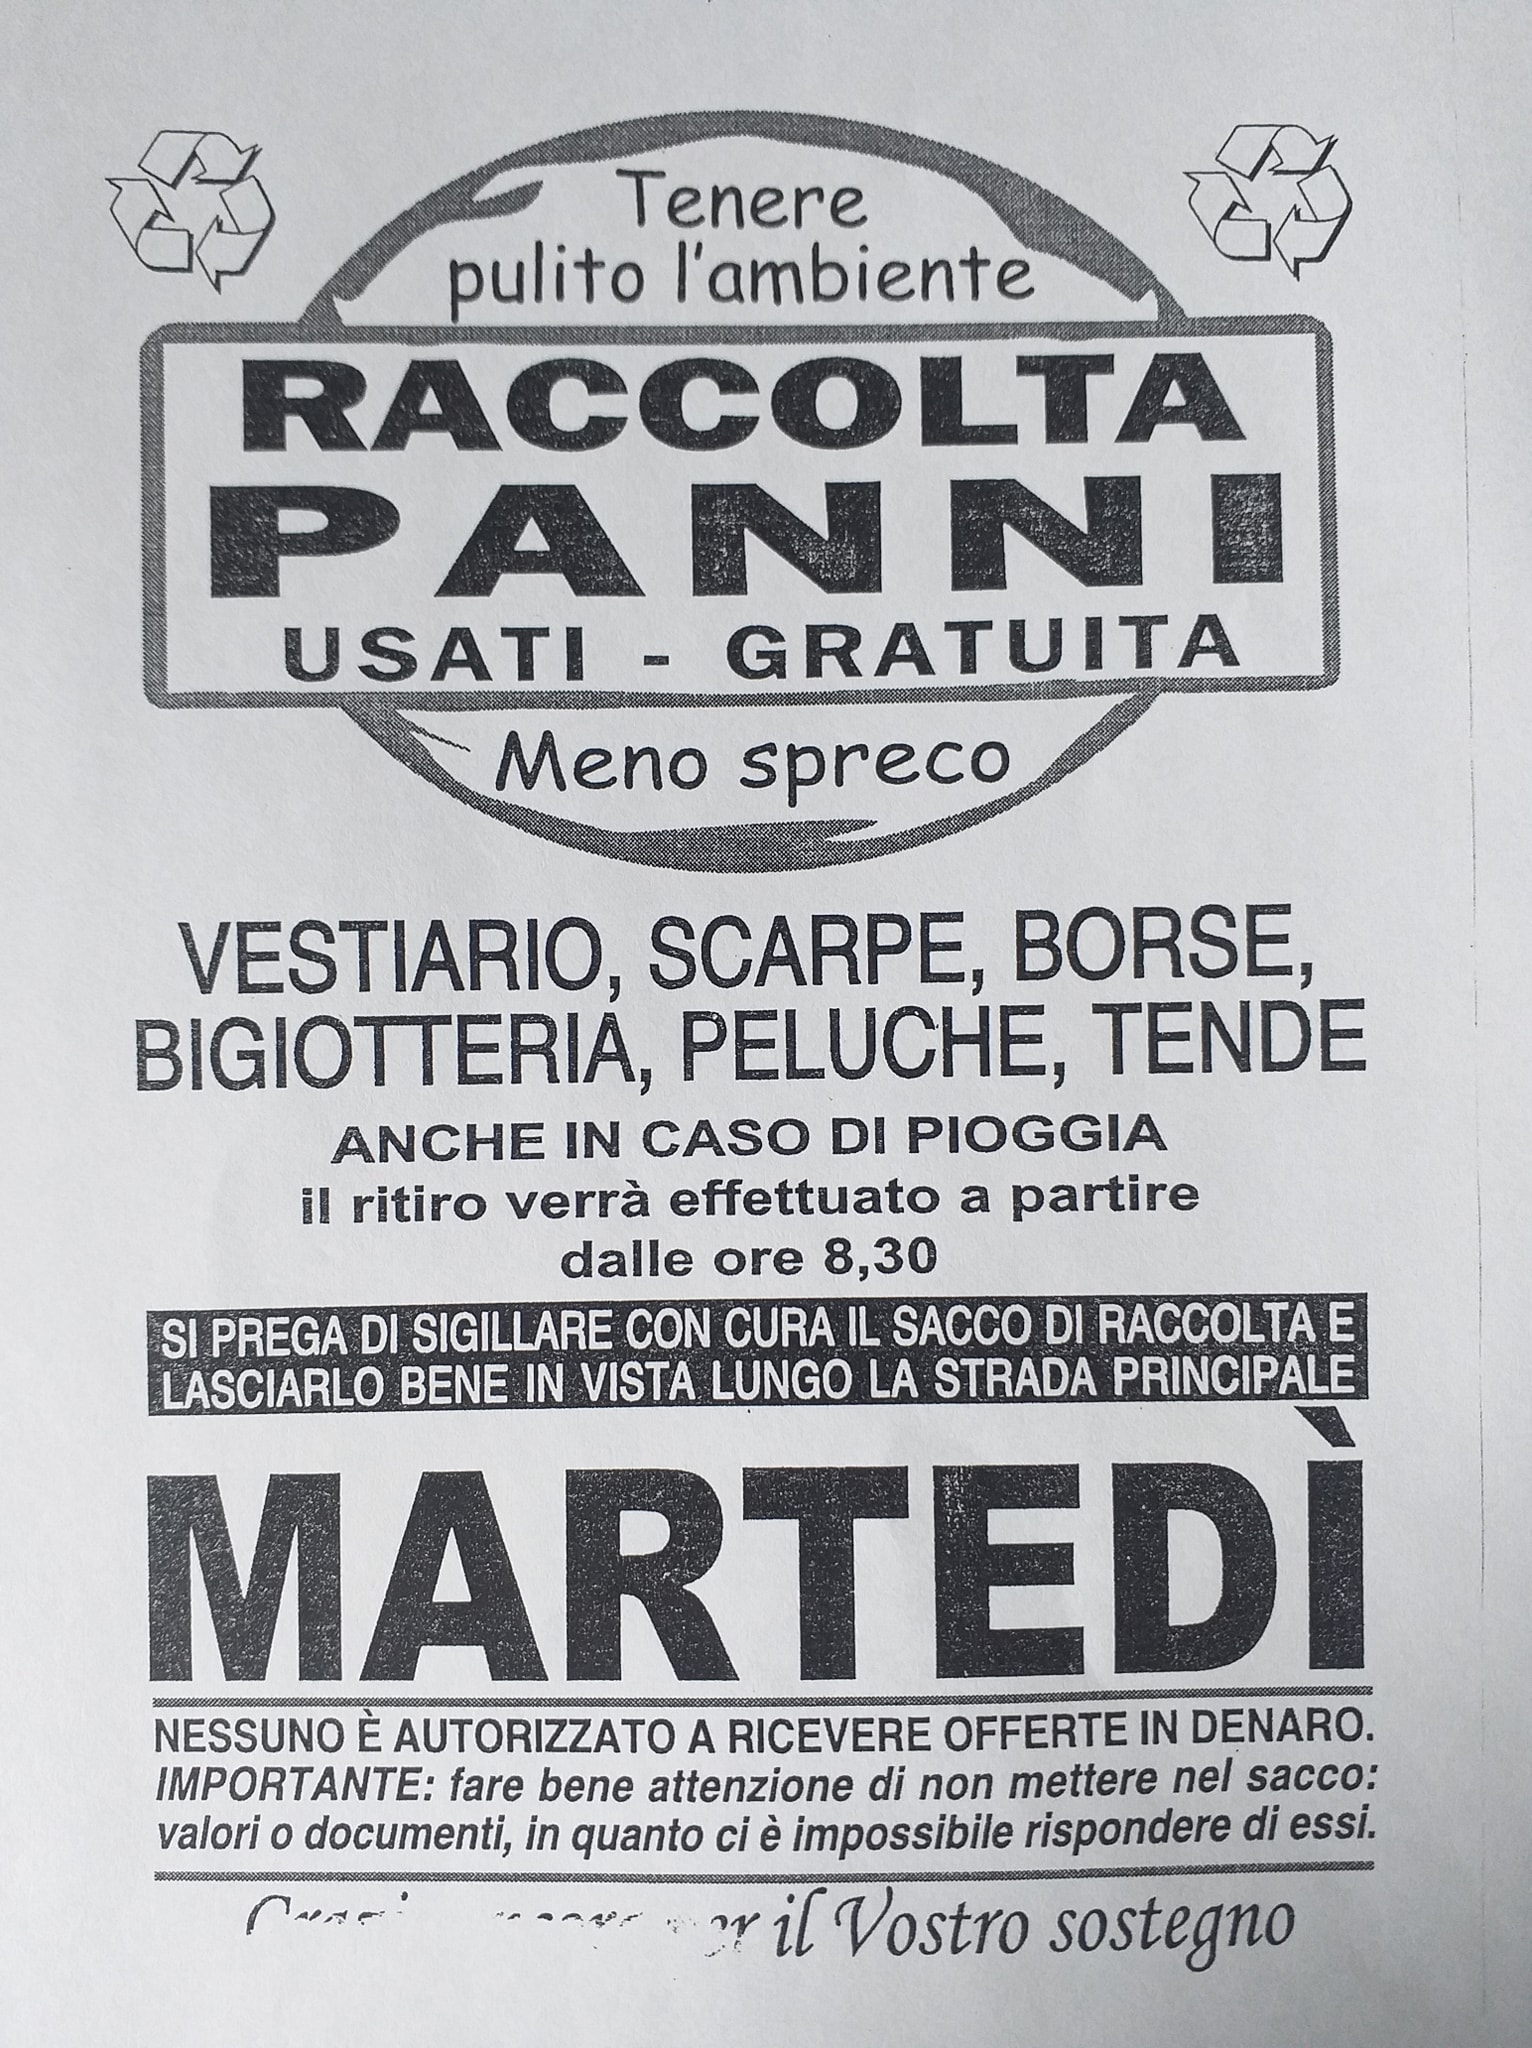 Tenere
pulito l'ambiente
RACCOLTA
PANNI
USATI - GRATUITA
Meno spreco
VESTIARIO, SCARPE, BORSE,
BIGIOTTERIA, PELUCHE, TENDE
ANCHE IN CASO DI PIOGGIA
il ritiro verrà effettuato a partire
dalle ore 8,30
SI PREGA DI SIGILLARE CON CURA IL SACCO DI RACCOLTA E
LASCIARLO BENE IN VISTA LUNGO LA STRADA PRINCIPALE
MARTEDÌ
NESSUNO È AUTORIZZATO A RICEVERE OFFERTE IN DENARO.
IMPORTANTE: fare bene attenzione di non mettere nel sacco:
valori o documenti, in quanto ci è impossibile rispondere di essi.
per il Vostro sostegno